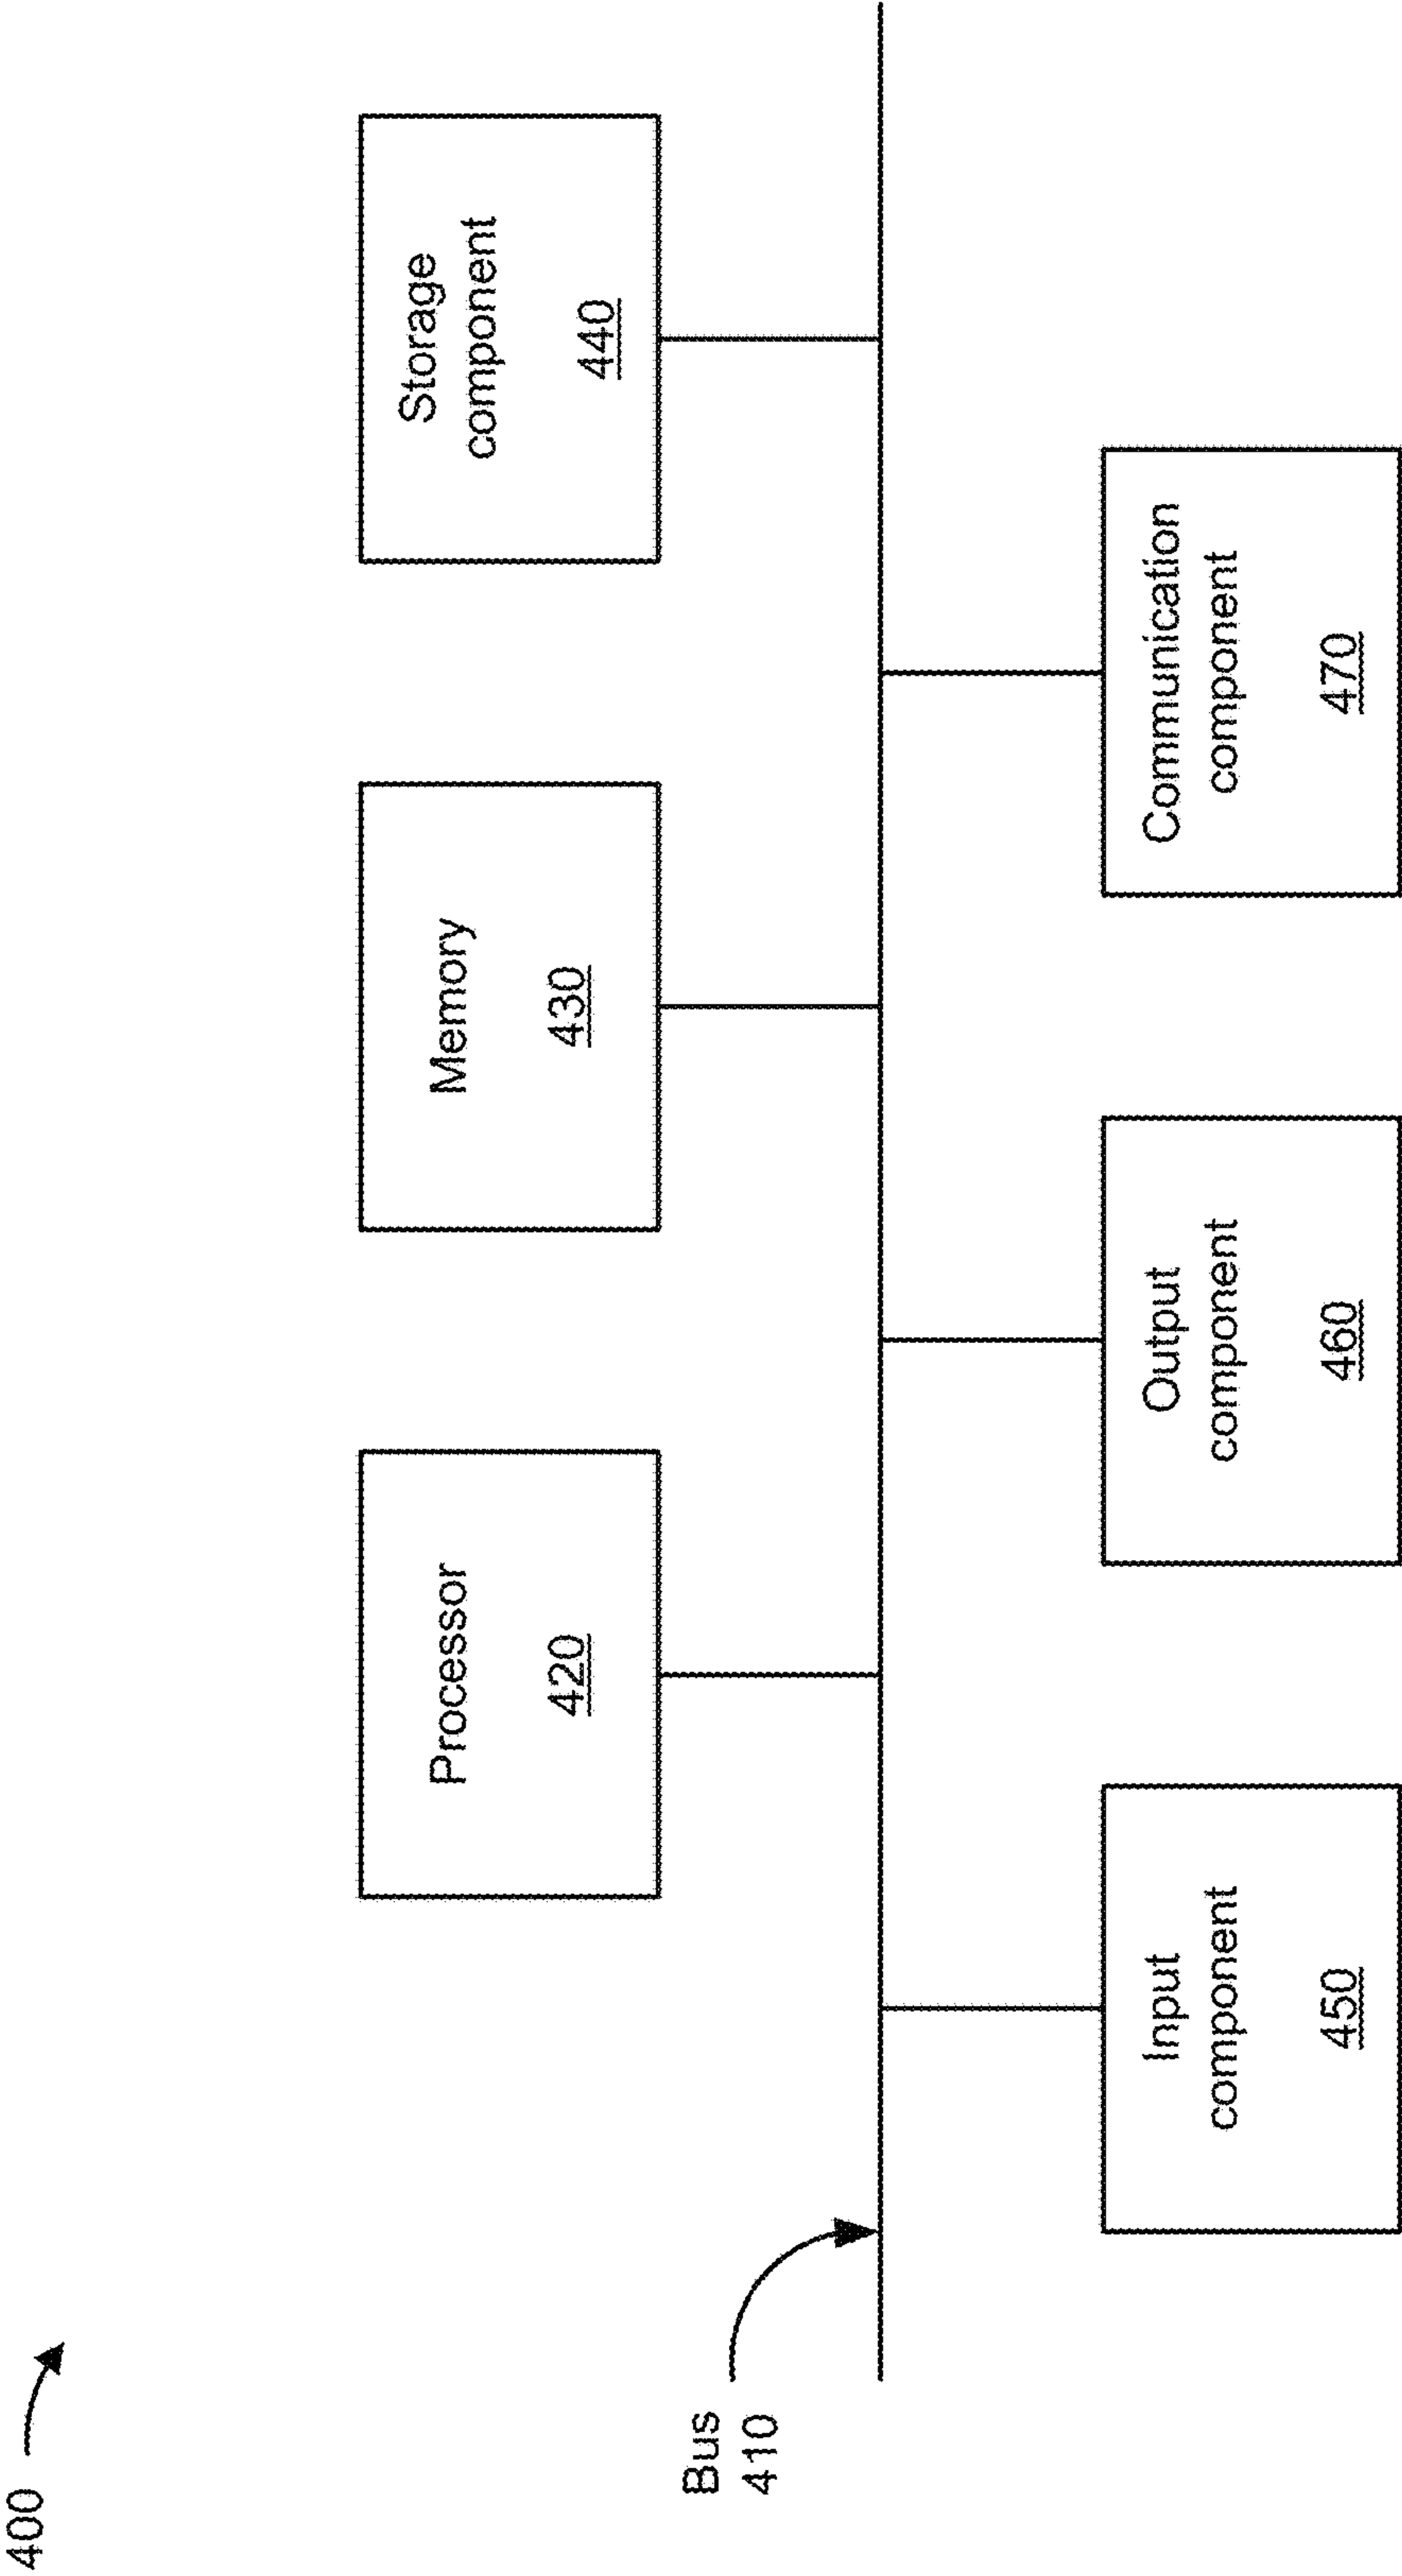 400
Processor
420
Memory
430
Storage
component
440
Bus
410
Input
component
450
Output
component
460
Communication
component
470